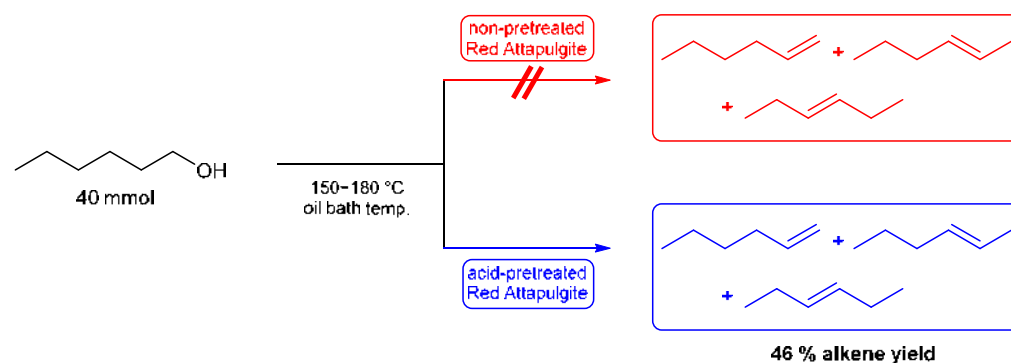 non-pretreated
Red Attapulgite
+
+
OH
40 mmol
150–180 °C
oil bath temp.
acid-pretreated
Red Attapulgite
+
+
46 % alkene yield